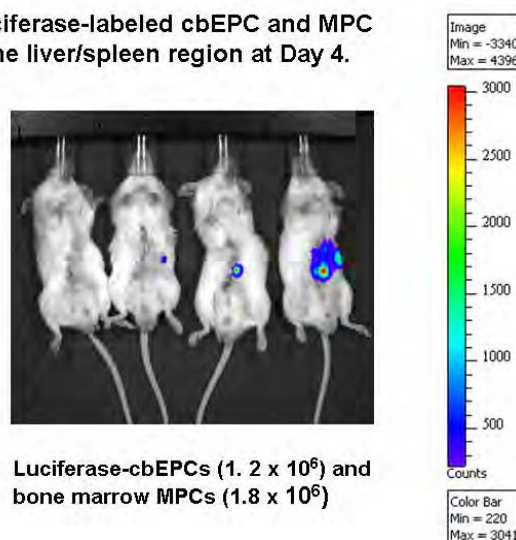 ciferase-labeled cbEPC and MPC
ne liver/spleen region at Day 4.
Image
Min = -3340
Max = 4396
3000
2500
2000
1500
1000
500
Counts
Color Bar
Min = 220
Max = 3041
Luciferase-cbEPCs (1. 2 x 10⁶) and
bone marrow MPCs (1.8 x 10⁶)